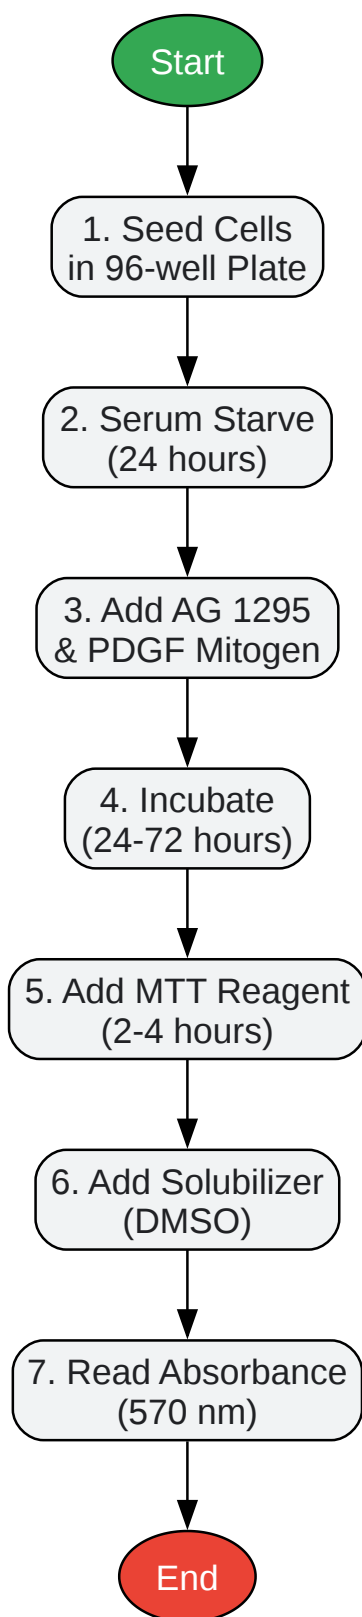 Start
1. Seed Cells
in 96-well Plate
2. Serum Starve
(24 hours)
3. Add AG 1295
& PDGF Mitogen
4. Incubate
(24-72 hours)
5. Add MTT Reagent
(2-4 hours)
6. Add Solubilizer
(DMSO)
7. Read Absorbance
(570 nm)
End